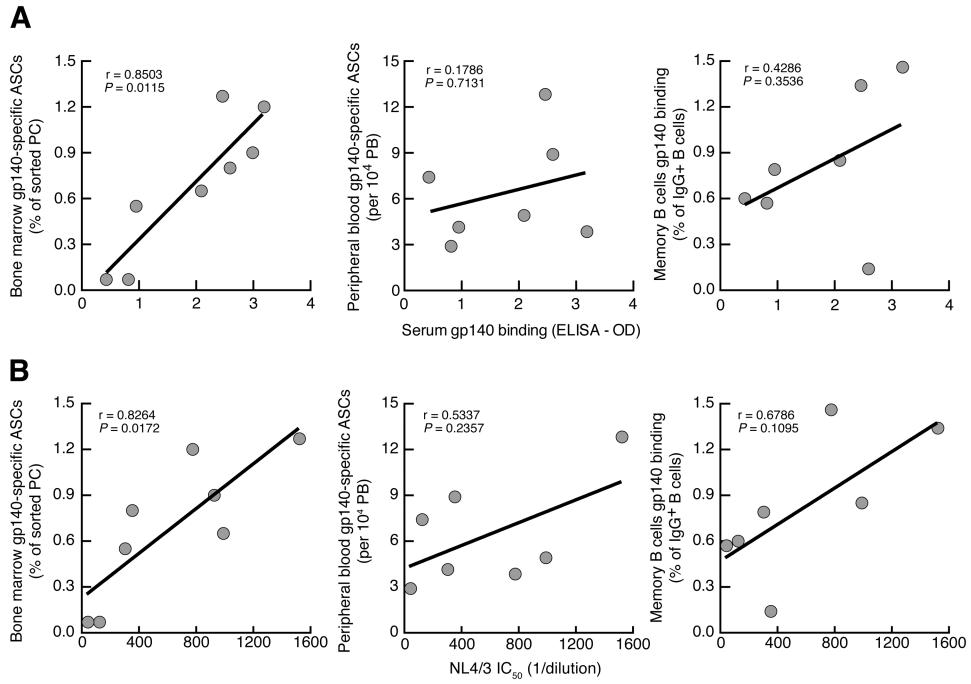 A
Bone marrow gp140-specific ASCs
(% of sorted PC)
1.5
1.2
0.9
0.6
0.3
0.0
r = 0.8503
P = 0.0115
0 1 2 3 4
Peripheral blood gp140-specific ASCs
(per 10⁴ PB)
15
12
9
6
3
0
r = 0.1786
P = 0.7131
0 1 2 3 4
Memory B cells gp140 binding
(% of IgG+ B cells)
1.5
1.2
0.9
0.6
0.3
0.0
r = 0.4286
P = 0.3536
0 1 2 3 4
Serum gp140 binding (ELISA - OD)
B
Bone marrow gp140-specific ASCs
(% of sorted PC)
1.5
1.2
0.9
0.6
0.3
0.0
r = 0.8264
P = 0.0172
0 400 800 1200 1600
Peripheral blood gp140-specific ASCs
(per 10⁴ PB)
15
12
9
6
3
0
r = 0.5337
P = 0.2357
0 400 800 1200 1600
Memory B cells gp140 binding
(% of IgG⁺ B cells)
1.5
1.2
0.9
0.6
0.3
0.0
r = 0.6786
P = 0.1095
0 400 800 1200 1600
NL4/3 IC₅₀ (1/dilution)